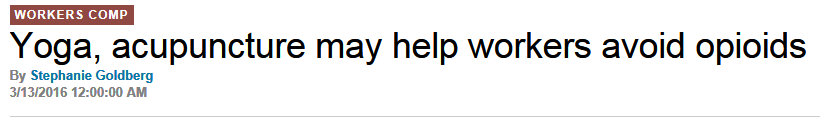 WORKERS COMP
Yoga, acupuncture may help workers avoid opioids
By Stephanie Goldberg
3/13/2016 12:00:00 AM